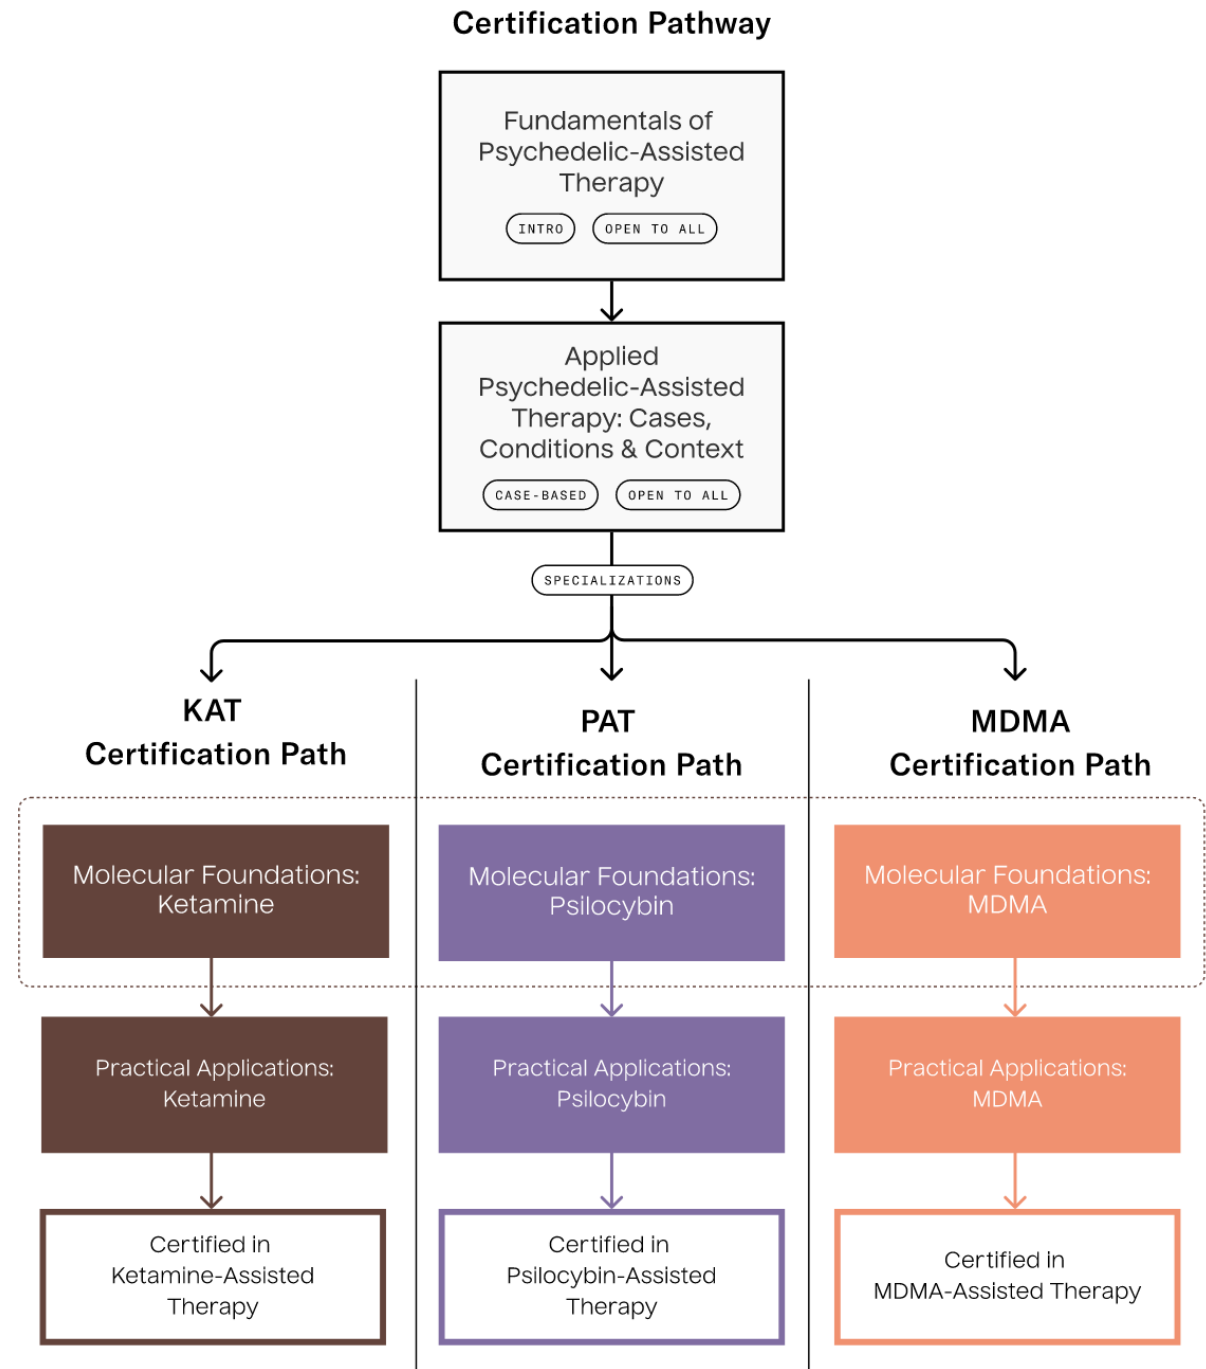 Certification Pathway
Fundamentals of
Psychedelic-Assisted
Therapy
INTRO
OPEN TO ALL
Applied
Psychedelic-Assisted
Therapy: Cases,
Conditions & Context
CASE-BASED
OPEN TO ALL
SPECIALIZATIONS
KAT
Certification Path
PAT
Certification Path
MDMA
Certification Path
Molecular Foundations:
Ketamine
Molecular Foundations:
Psilocybin
Molecular Foundations:
MDMA
Practical Applications:
Ketamine
Practical Applications:
Psilocybin
Practical Applications:
MDMA
Certified in
Ketamine-Assisted
Therapy
Certified in
Psilocybin-Assisted
Therapy
Certified in
MDMA-Assisted Therapy